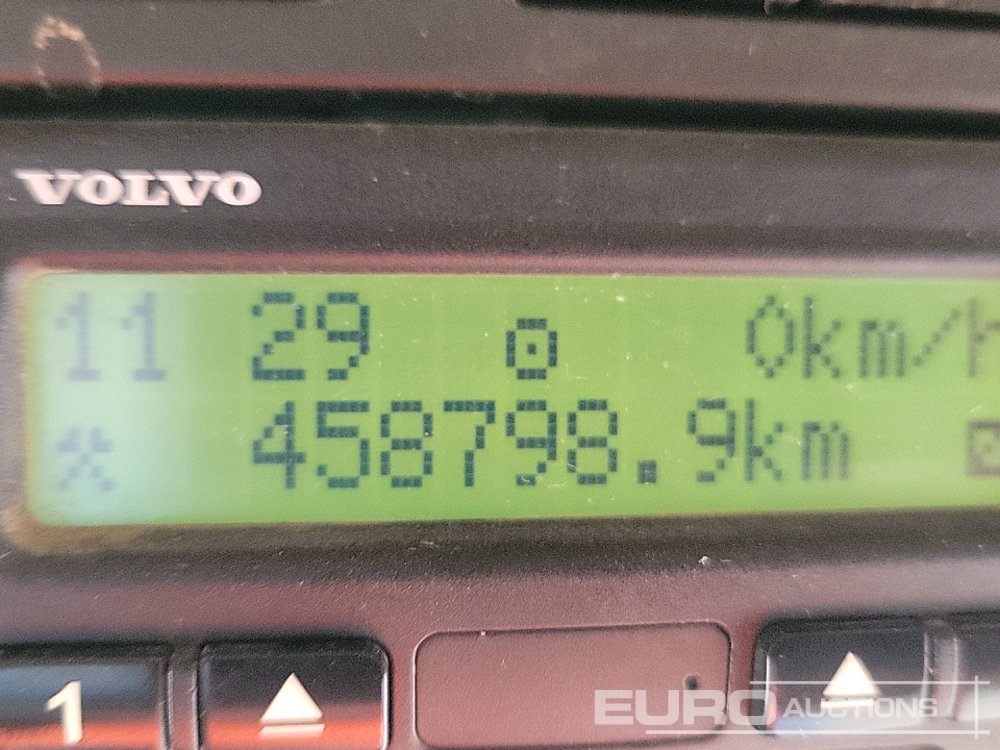 VOLVO
11 29 0km/h
458798.9km
1
EURO AUCTIONS